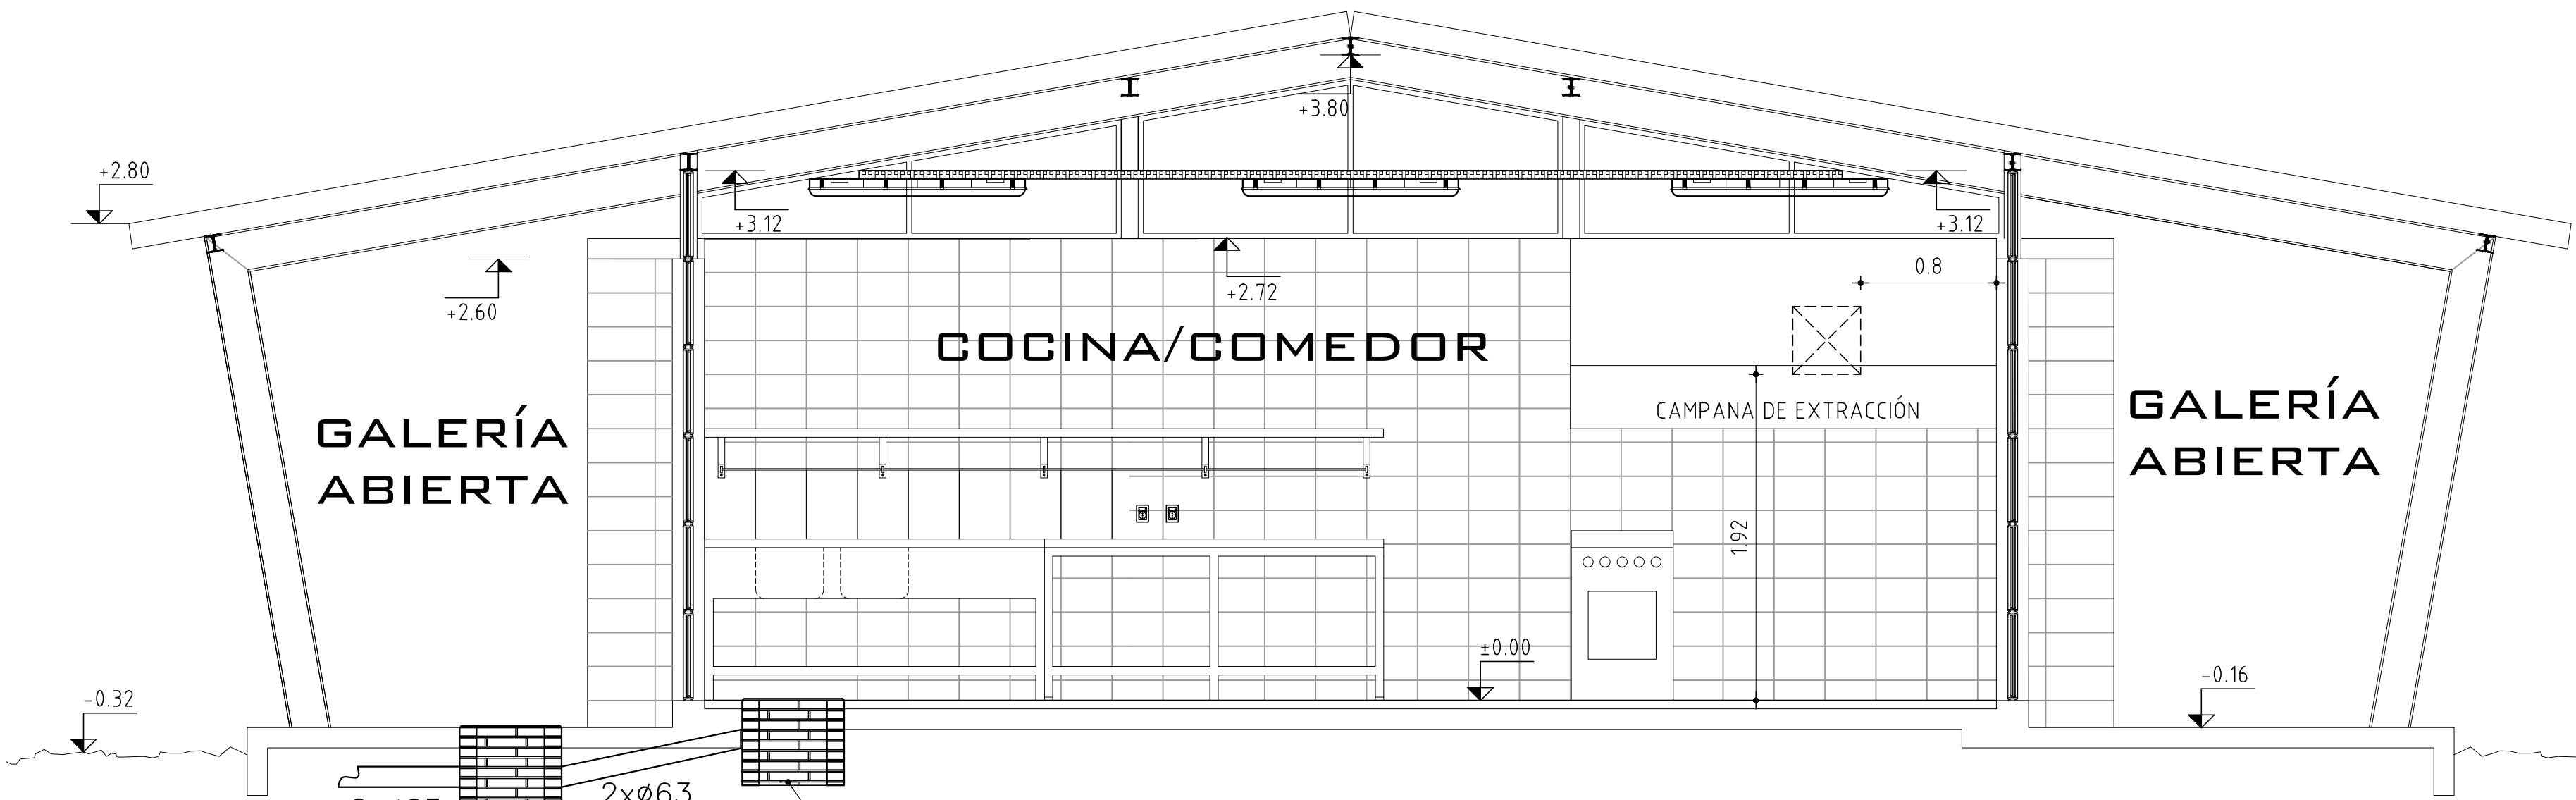 +3.80
+2.80
+3.12
+3.12
0.8
+2.72
+2.60
COCINA/COMEDOR
CAMPANA DE EXTRACCIÓN
GALERÍA
ABIERTA
GALERÍA
ABIERTA
1.92
±0.00
-0.32
-0.16
2xø63